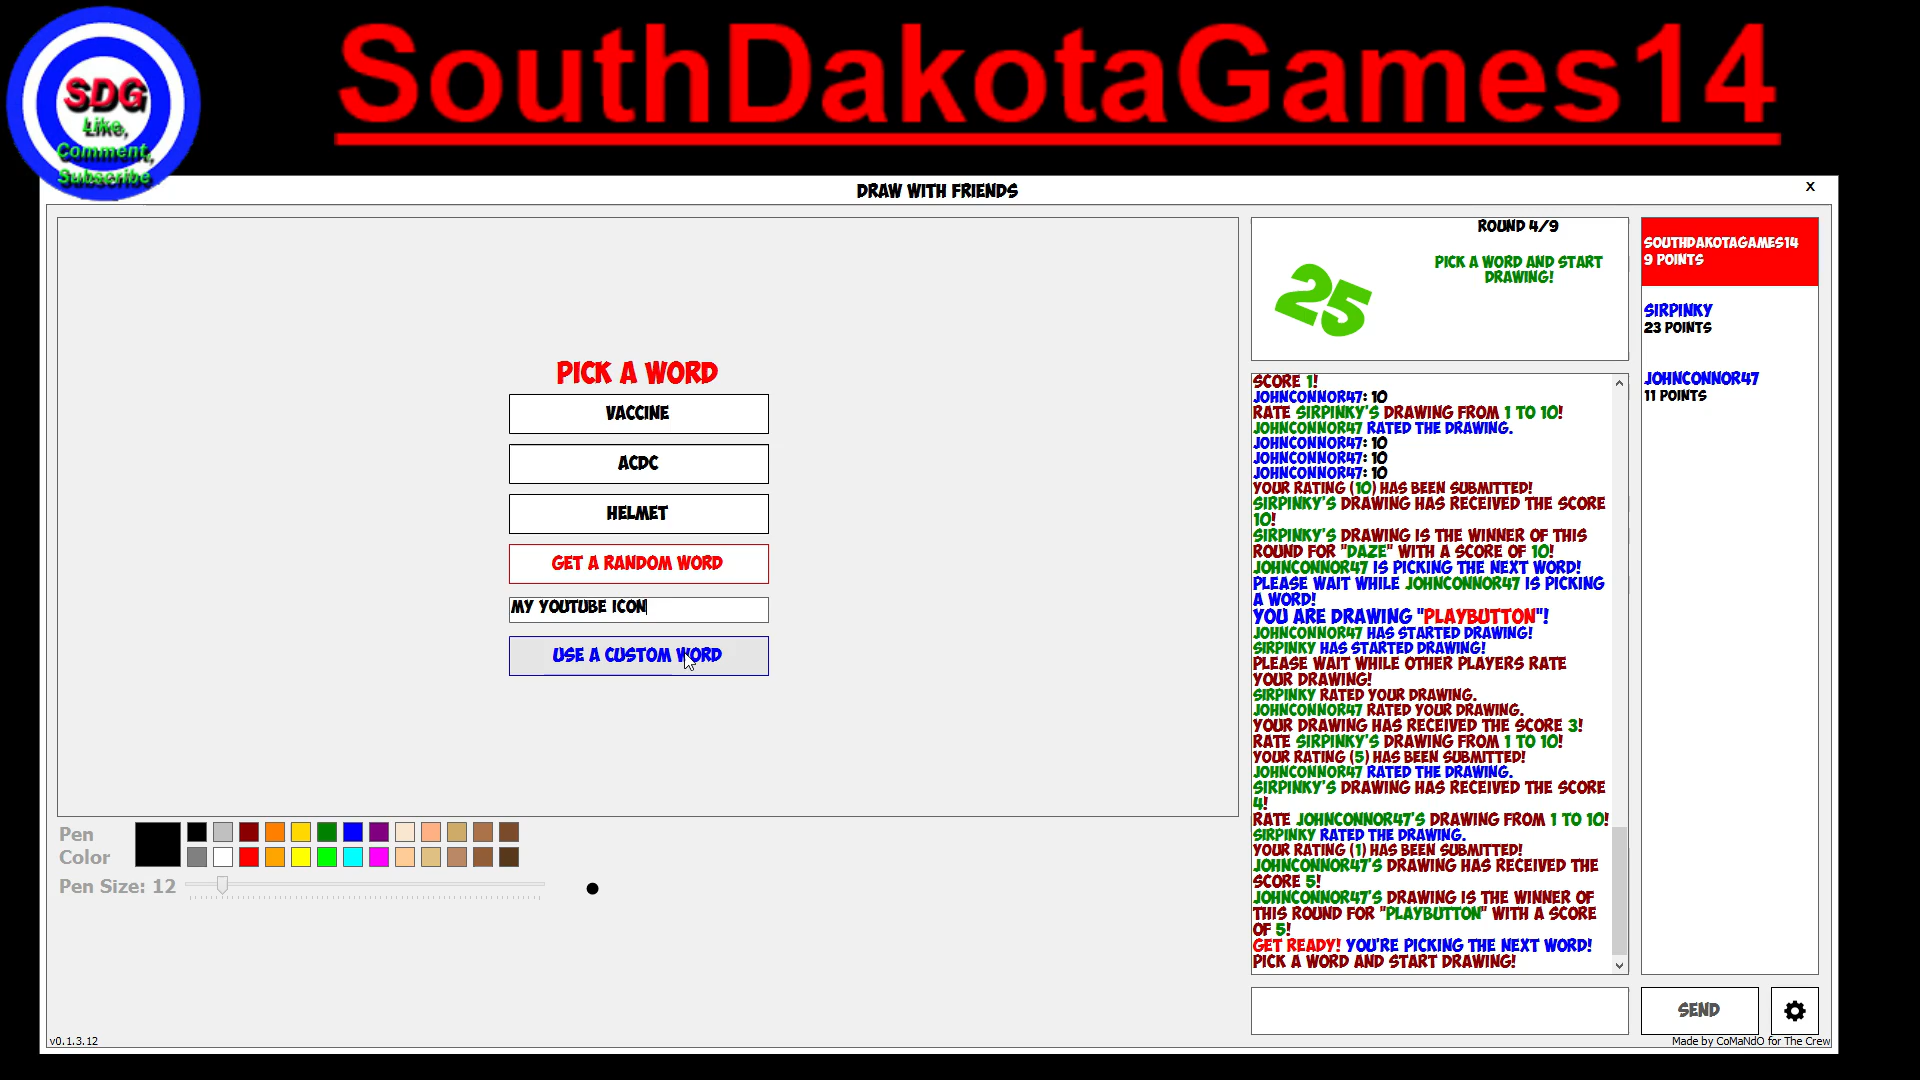 SouthDakotaGames14
SDG
Like,
Comment,
Subscribe
DRAW WITH FRIENDS
X
PICK A WORD
VACCINE
ACDC
HELMET
GET A RANDOM WORD
MY YOUTUBE ICON
USE A CUSTOM WORD
ROUND 4/9
25
PICK A WORD AND START
DRAWING!
SOUTHDAKOTAGAMES14
9 POINTS
SIRPINKY
23 POINTS
JOHNCONNOR47
11 POINTS
SCORE 1!
JOHNCONNOR47: 10
RATE SIRPINKY'S DRAWING FROM 1 TO 10!
JOHNCONNOR47 RATED THE DRAWING.
JOHNCONNOR47: 10
JOHNCONNOR47: 10
JOHNCONNOR47: 10
YOUR RATING (10) HAS BEEN SUBMITTED!
SIRPINKY'S DRAWING HAS RECEIVED THE SCORE
10!
SIRPINKY'S DRAWING IS THE WINNER OF THIS
ROUND FOR "DAZE" WITH A SCORE OF 10!
JOHNCONNOR47 IS PICKING THE NEXT WORD!
PLEASE WAIT WHILE JOHNCONNOR47 IS PICKING
A WORD!
YOU ARE DRAWING "PLAYBUTTON"!
JOHNCONNOR47 HAS STARTED DRAWING!
SIRPINKY HAS STARTED DRAWING!
PLEASE WAIT WHILE OTHER PLAYERS RATE
YOUR DRAWING!
SIRPINKY RATED YOUR DRAWING.
JOHNCONNOR47 RATED YOUR DRAWING.
YOUR DRAWING HAS RECEIVED THE SCORE 3!
RATE SIRPINKY'S DRAWING FROM 1 TO 10!
YOUR RATING (5) HAS BEEN SUBMITTED!
JOHNCONNOR47 RATED THE DRAWING.
SIRPINKY'S DRAWING HAS RECEIVED THE SCORE
4!
RATE JOHNCONNOR47'S DRAWING FROM 1 TO 10!
SIRPINKY RATED THE DRAWING.
YOUR RATING (1) HAS BEEN SUBMITTED!
JOHNCONNOR47'S DRAWING HAS RECEIVED THE
SCORE 5!
JOHNCONNOR47'S DRAWING IS THE WINNER OF
THIS ROUND FOR "PLAYBUTTON" WITH A SCORE
OF 5!
GET READY! YOU'RE PICKING THE NEXT WORD!
PICK A WORD AND START DRAWING!
Pen
Color
Pen Size: 12
SEND
v0.1.3.12
Made by CoMaNdO for The Crew